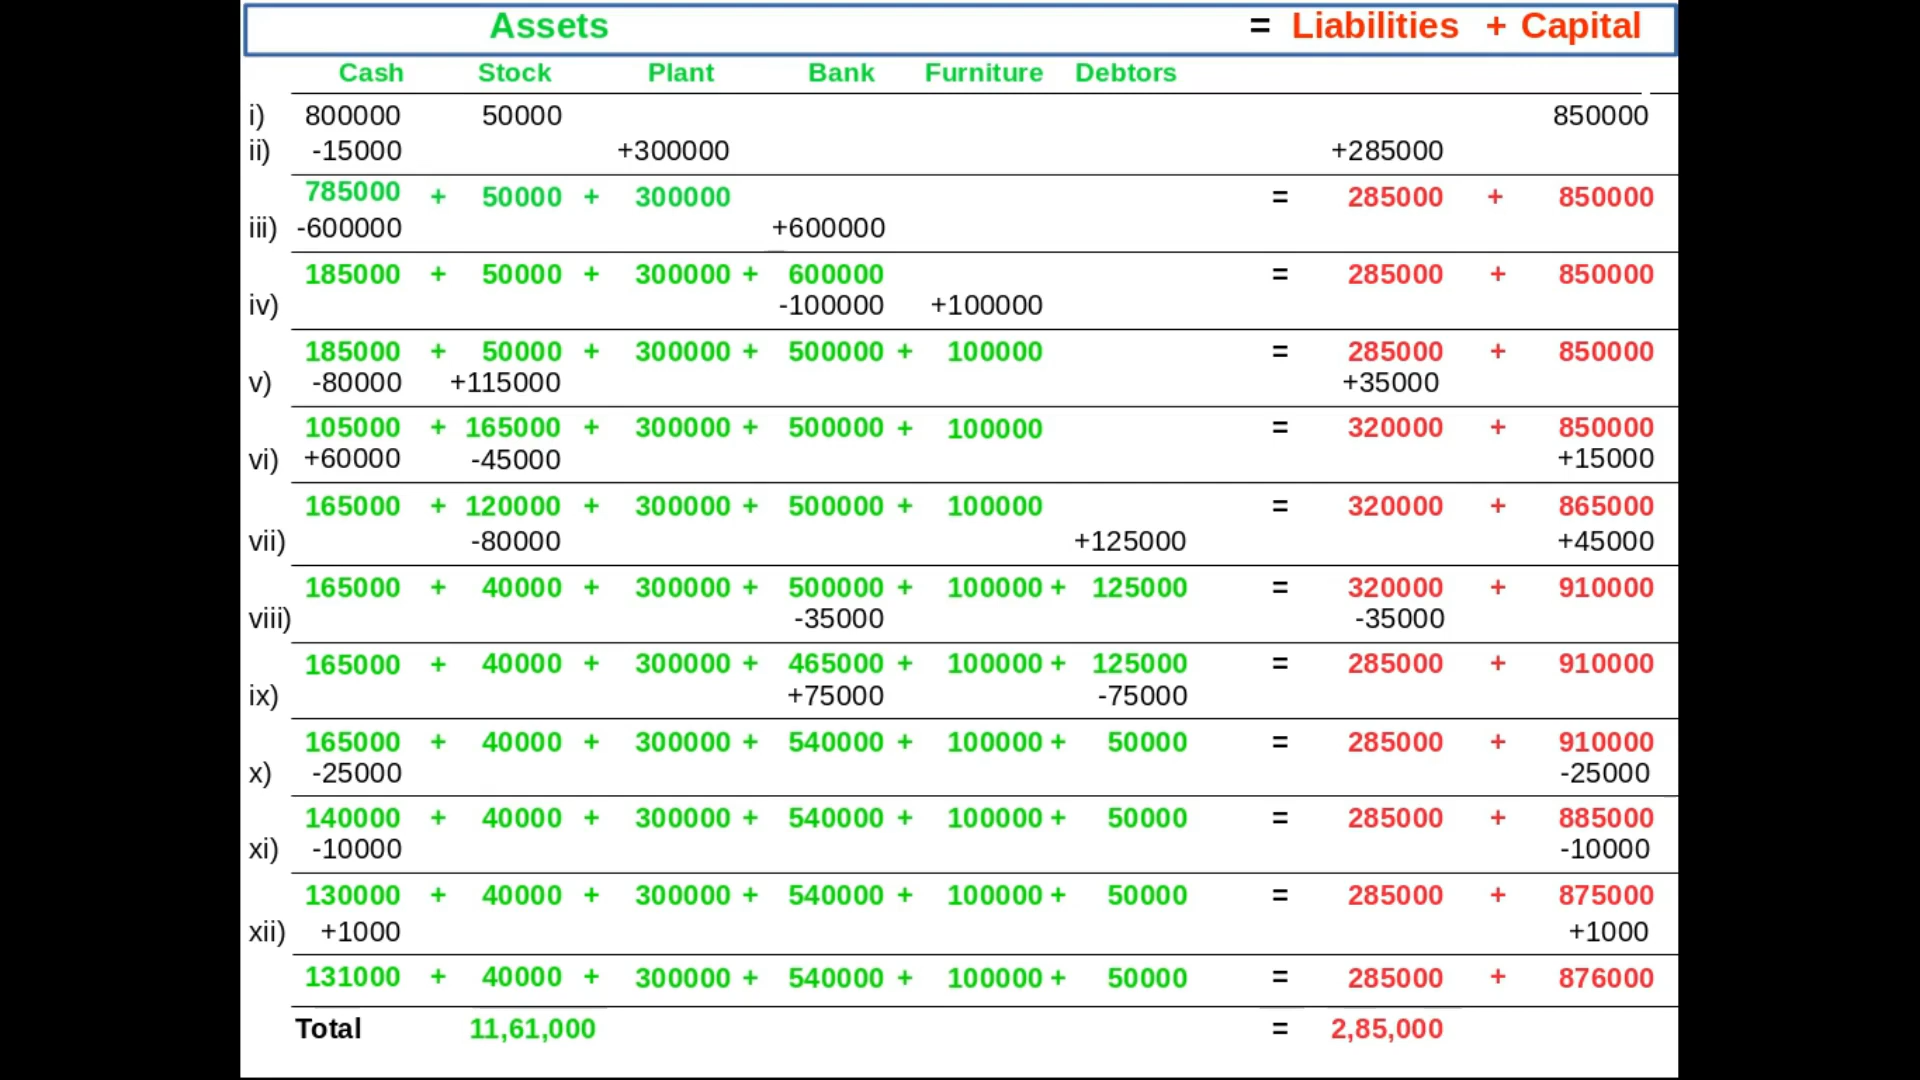 Assets = Liabilities + Capital
Cash Stock Plant Bank Furniture Debtors
i) 800000 50000 850000
ii) -15000 +300000 +285000
785000 + 50000 + 300000 = 285000 + 850000
iii) -600000 +600000
185000 + 50000 + 300000 + 600000 = 285000 + 850000
iv) -100000 +100000
185000 + 50000 + 300000 + 500000 + 100000 = 285000 + 850000
v) -80000 +115000 +35000
105000 + 165000 + 300000 + 500000 + 100000 = 320000 + 850000
vi) +60000 -45000 +15000
165000 + 120000 + 300000 + 500000 + 100000 = 320000 + 865000
vii) -80000 +125000 +45000
165000 + 40000 + 300000 + 500000 + 100000 + 125000 = 320000 + 910000
viii) -35000 -35000
165000 + 40000 + 300000 + 465000 + 100000 + 125000 = 285000 + 910000
ix) +75000 -75000
165000 + 40000 + 300000 + 540000 + 100000 + 50000 = 285000 + 910000
x) -25000 -25000
140000 + 40000 + 300000 + 540000 + 100000 + 50000 = 285000 + 885000
xi) -10000 -10000
130000 + 40000 + 300000 + 540000 + 100000 + 50000 = 285000 + 875000
xii) +1000 +1000
131000 + 40000 + 300000 + 540000 + 100000 + 50000 = 285000 + 876000
Total 11,61,000 = 2,85,000